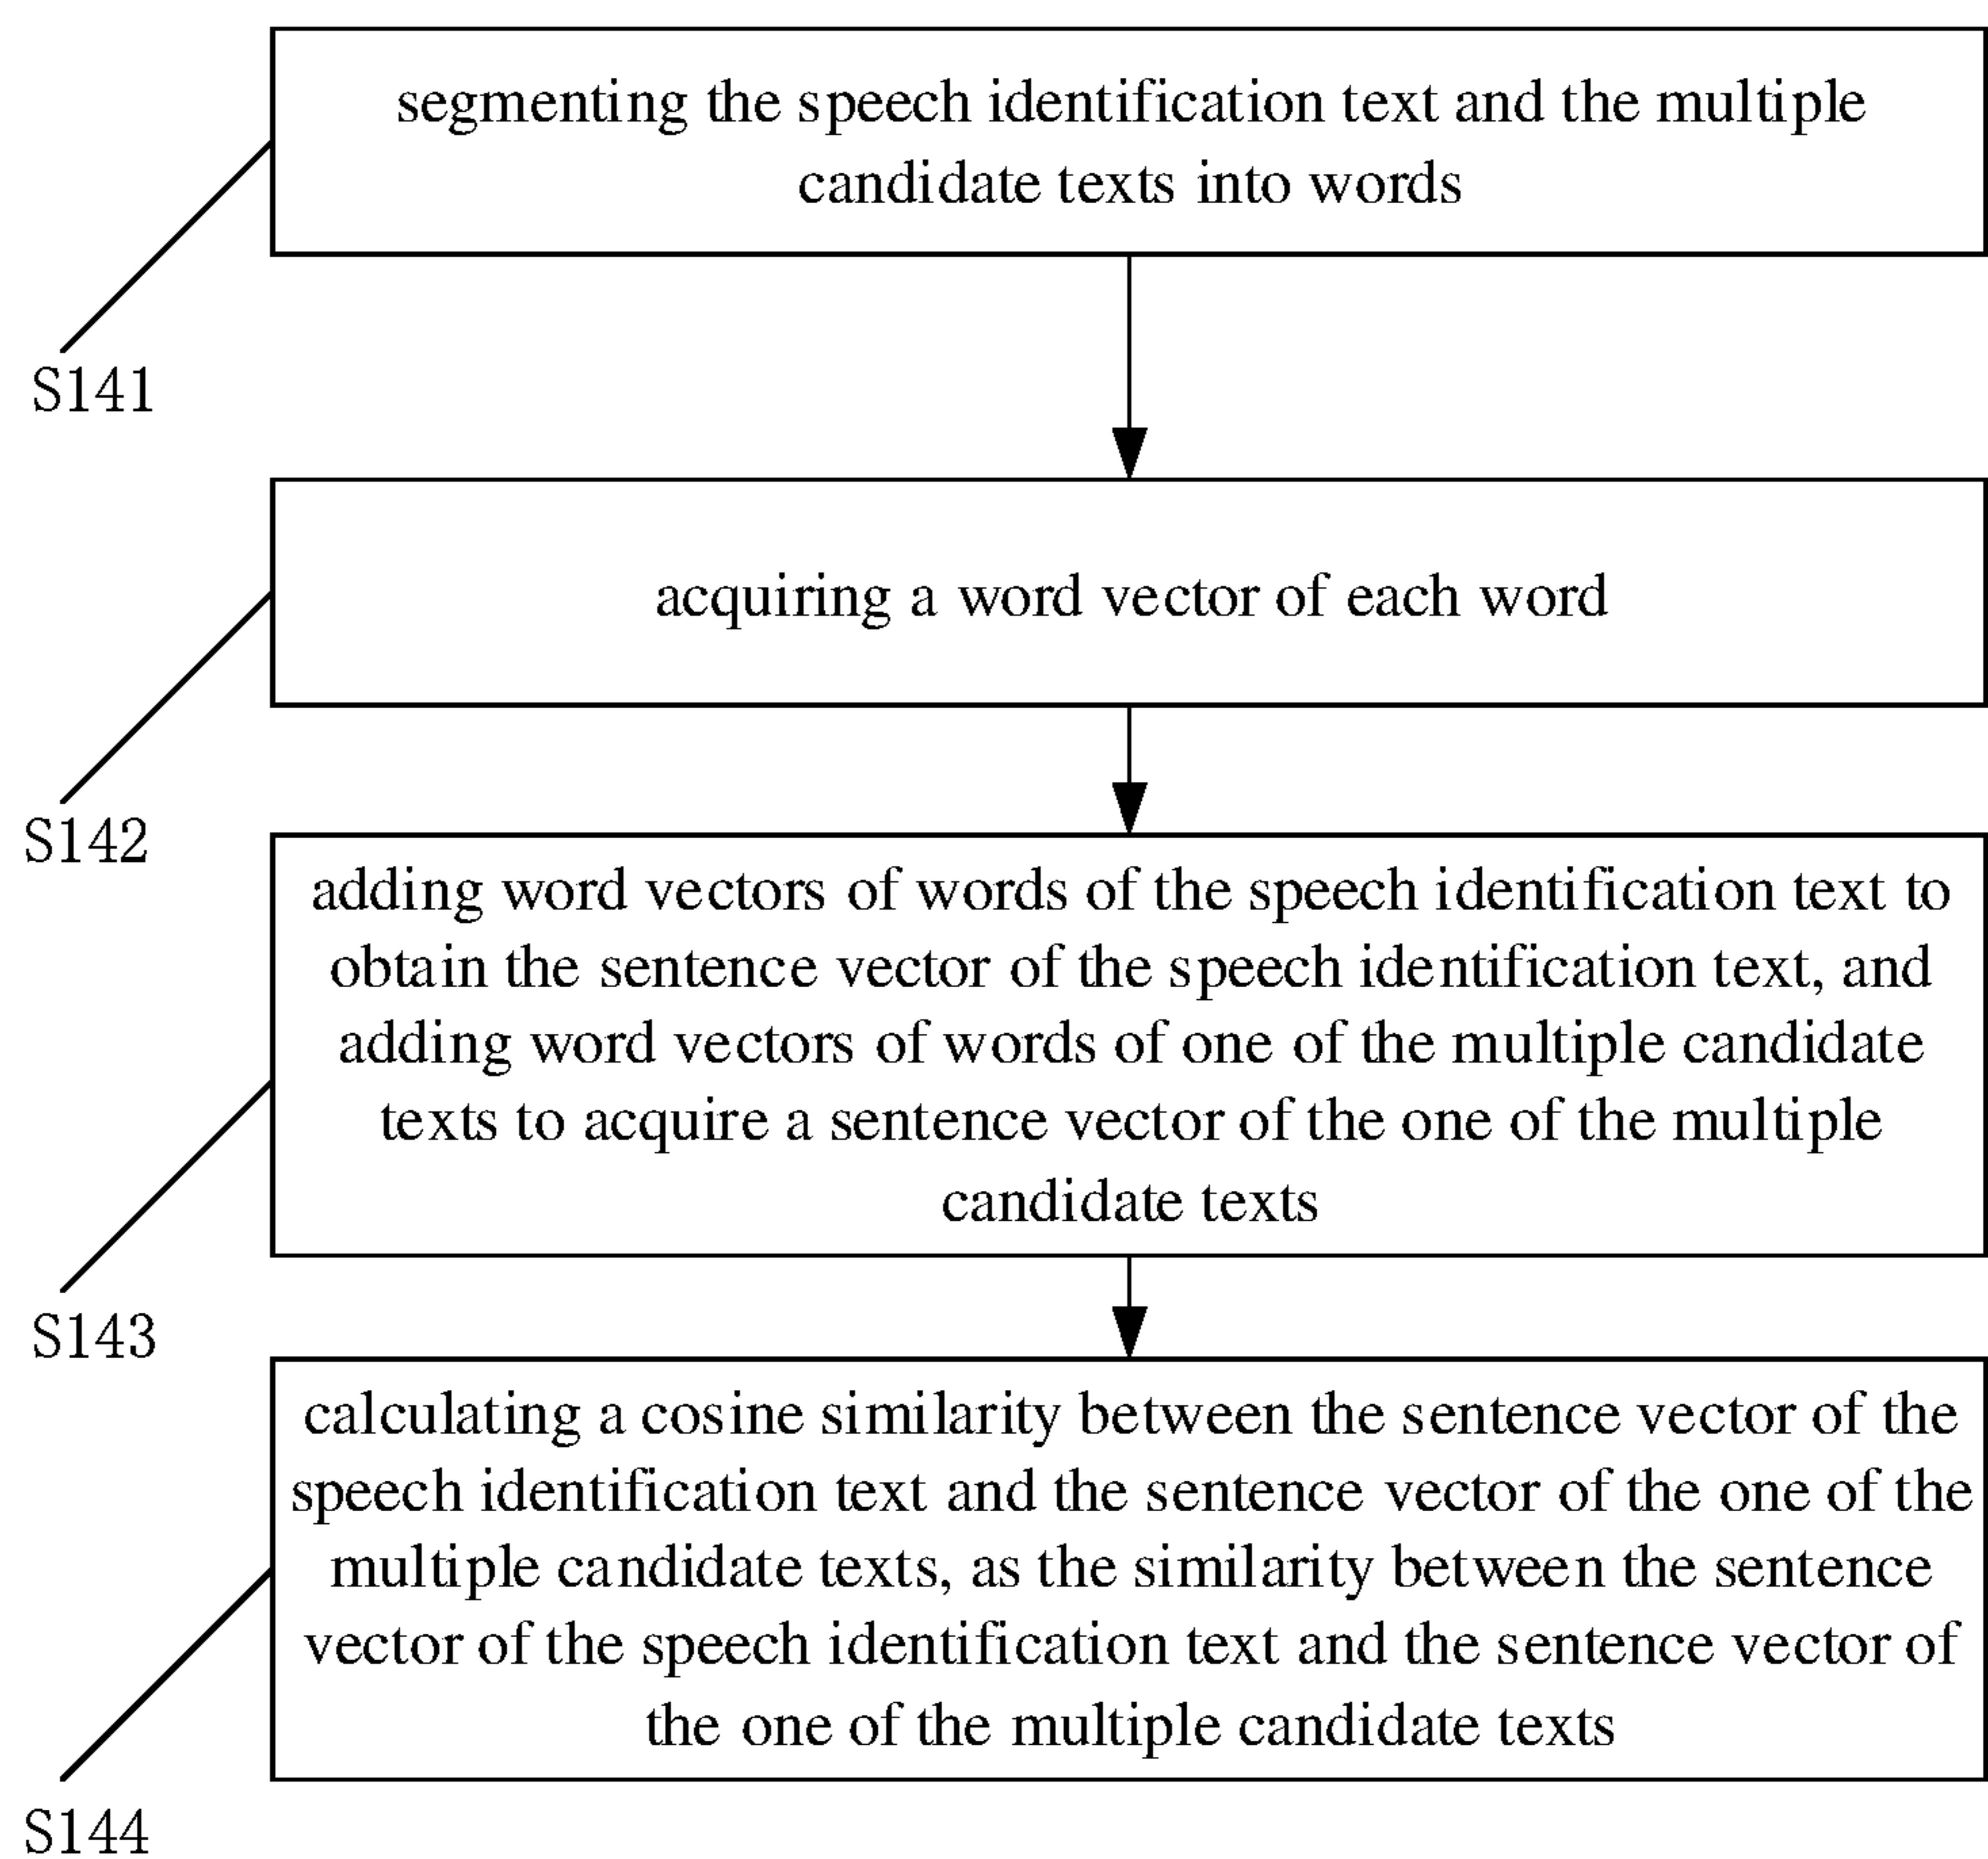 segmenting the speech identification text and the multiple
candidate texts into words
S141
acquiring a word vector of each word
S142
adding word vectors of words of the speech identification text to
obtain the sentence vector of the speech identification text, and
adding word vectors of words of one of the multiple candidate
texts to acquire a sentence vector of the one of the multiple
candidate texts
S143
calculating a cosine similarity between the sentence vector of the
speech identification text and the sentence vector of the one of the
multiple candidate texts, as the similarity between the sentence
vector of the speech identification text and the sentence vector of
the one of the multiple candidate texts
S144